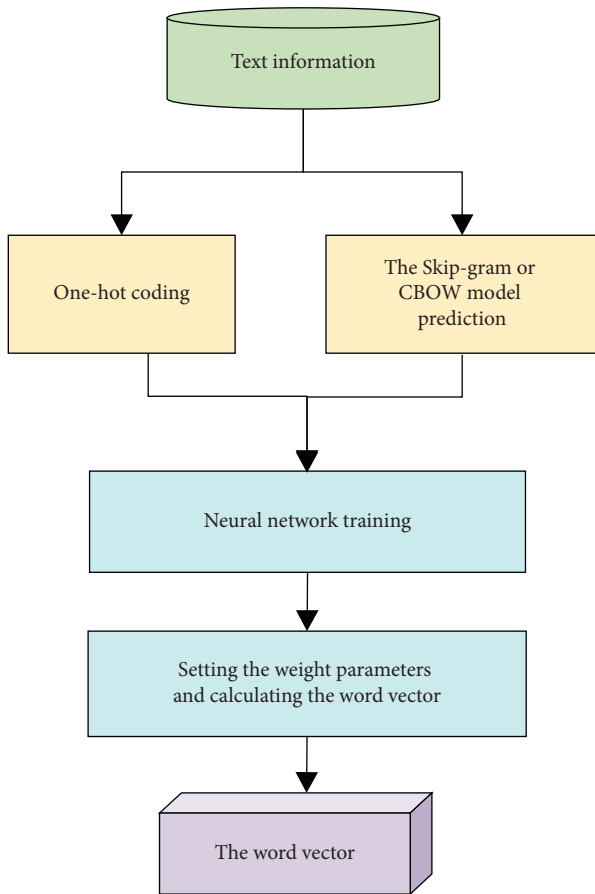 Text information
One-hot coding
The Skip-gram or
CBOW model
prediction
Neural network training
Setting the weight parameters
and calculating the word vector
The word vector